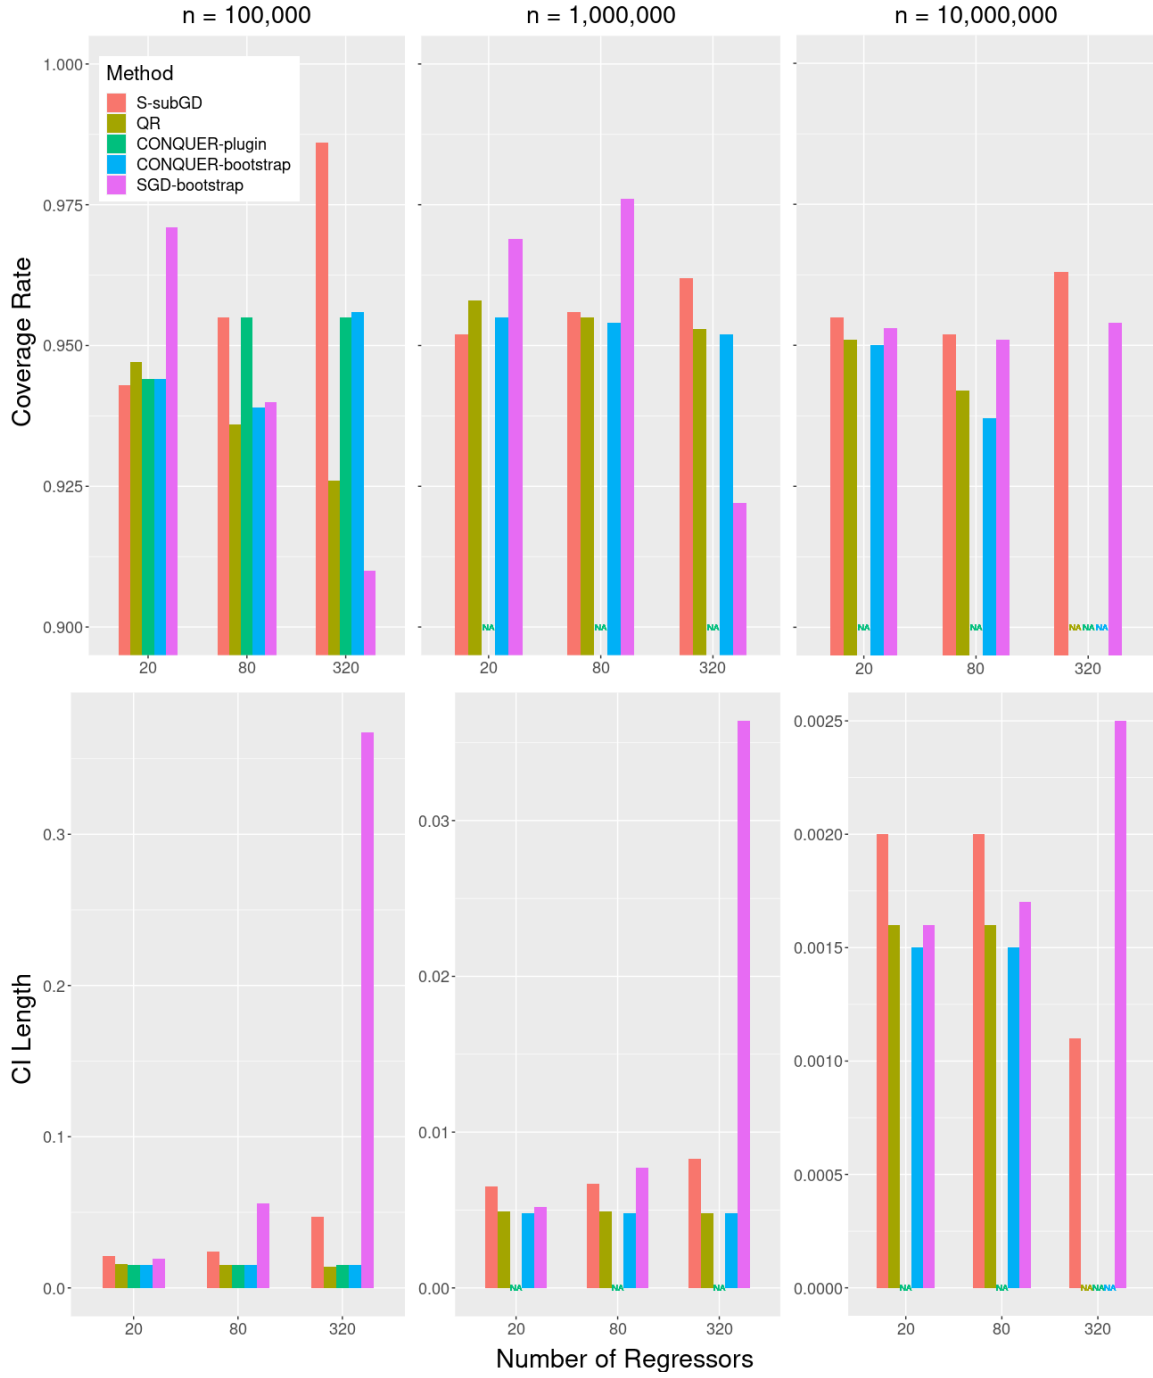 n = 100,000
n = 1,000,000
n = 10,000,000
Coverage Rate
1.000
0.975
0.950
0.925
0.900
Method
S-subGD
QR
CONQUER-plugin
CONQUER-bootstrap
SGD-bootstrap
20 80 320
NA NA NA
20 80 320
NA NA NA NA NA
20 80 320
CI Length
0.3
0.2
0.1
0.0
20 80 320
0.03
0.02
0.01
0.00
NA NA NA
20 80 320
0.0025
0.0020
0.0015
0.0010
0.0005
0.0000
NA NA NA NA NA
20 80 320
Number of Regressors